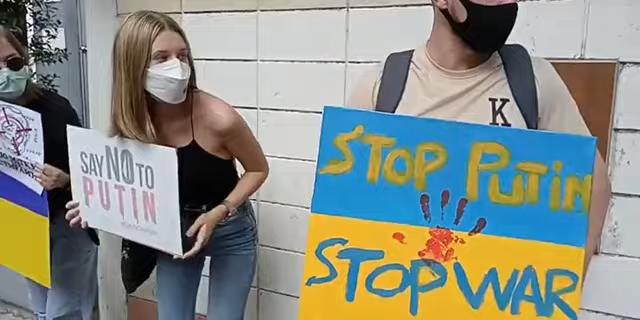 SAY NO TO
PUTIN
K
STOP PUTIN
STOP WAR